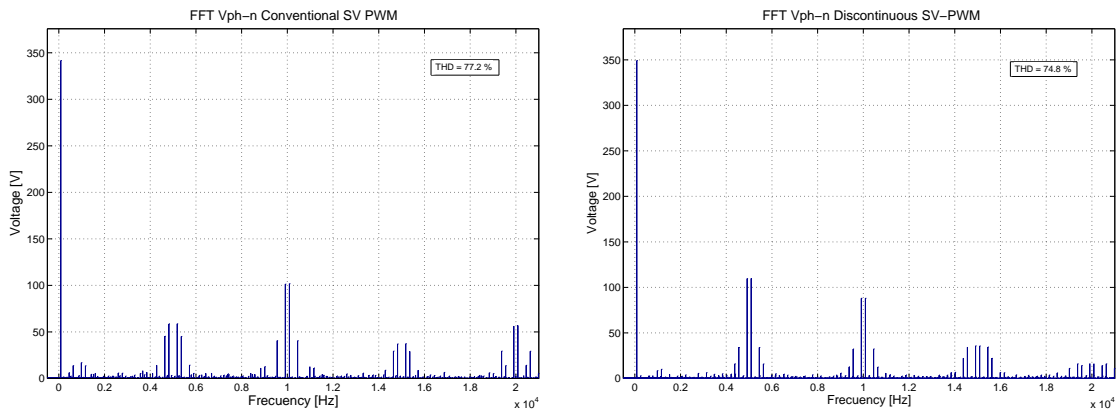 FFT Vph−n Conventional SV PWM
350
300
250
200
150
100
50
0
Voltage [V]
THD = 77.2 %
0 0.2 0.4 0.6 0.8 1 1.2 1.4 1.6 1.8 2
Frecuency [Hz]
x 10⁴
FFT Vph−n Discontinuous SV−PWM
350
300
250
200
150
100
50
0
Voltage [V]
THD = 74.8 %
0 0.2 0.4 0.6 0.8 1 1.2 1.4 1.6 1.8 2
Frecuency [Hz]
x 10⁴